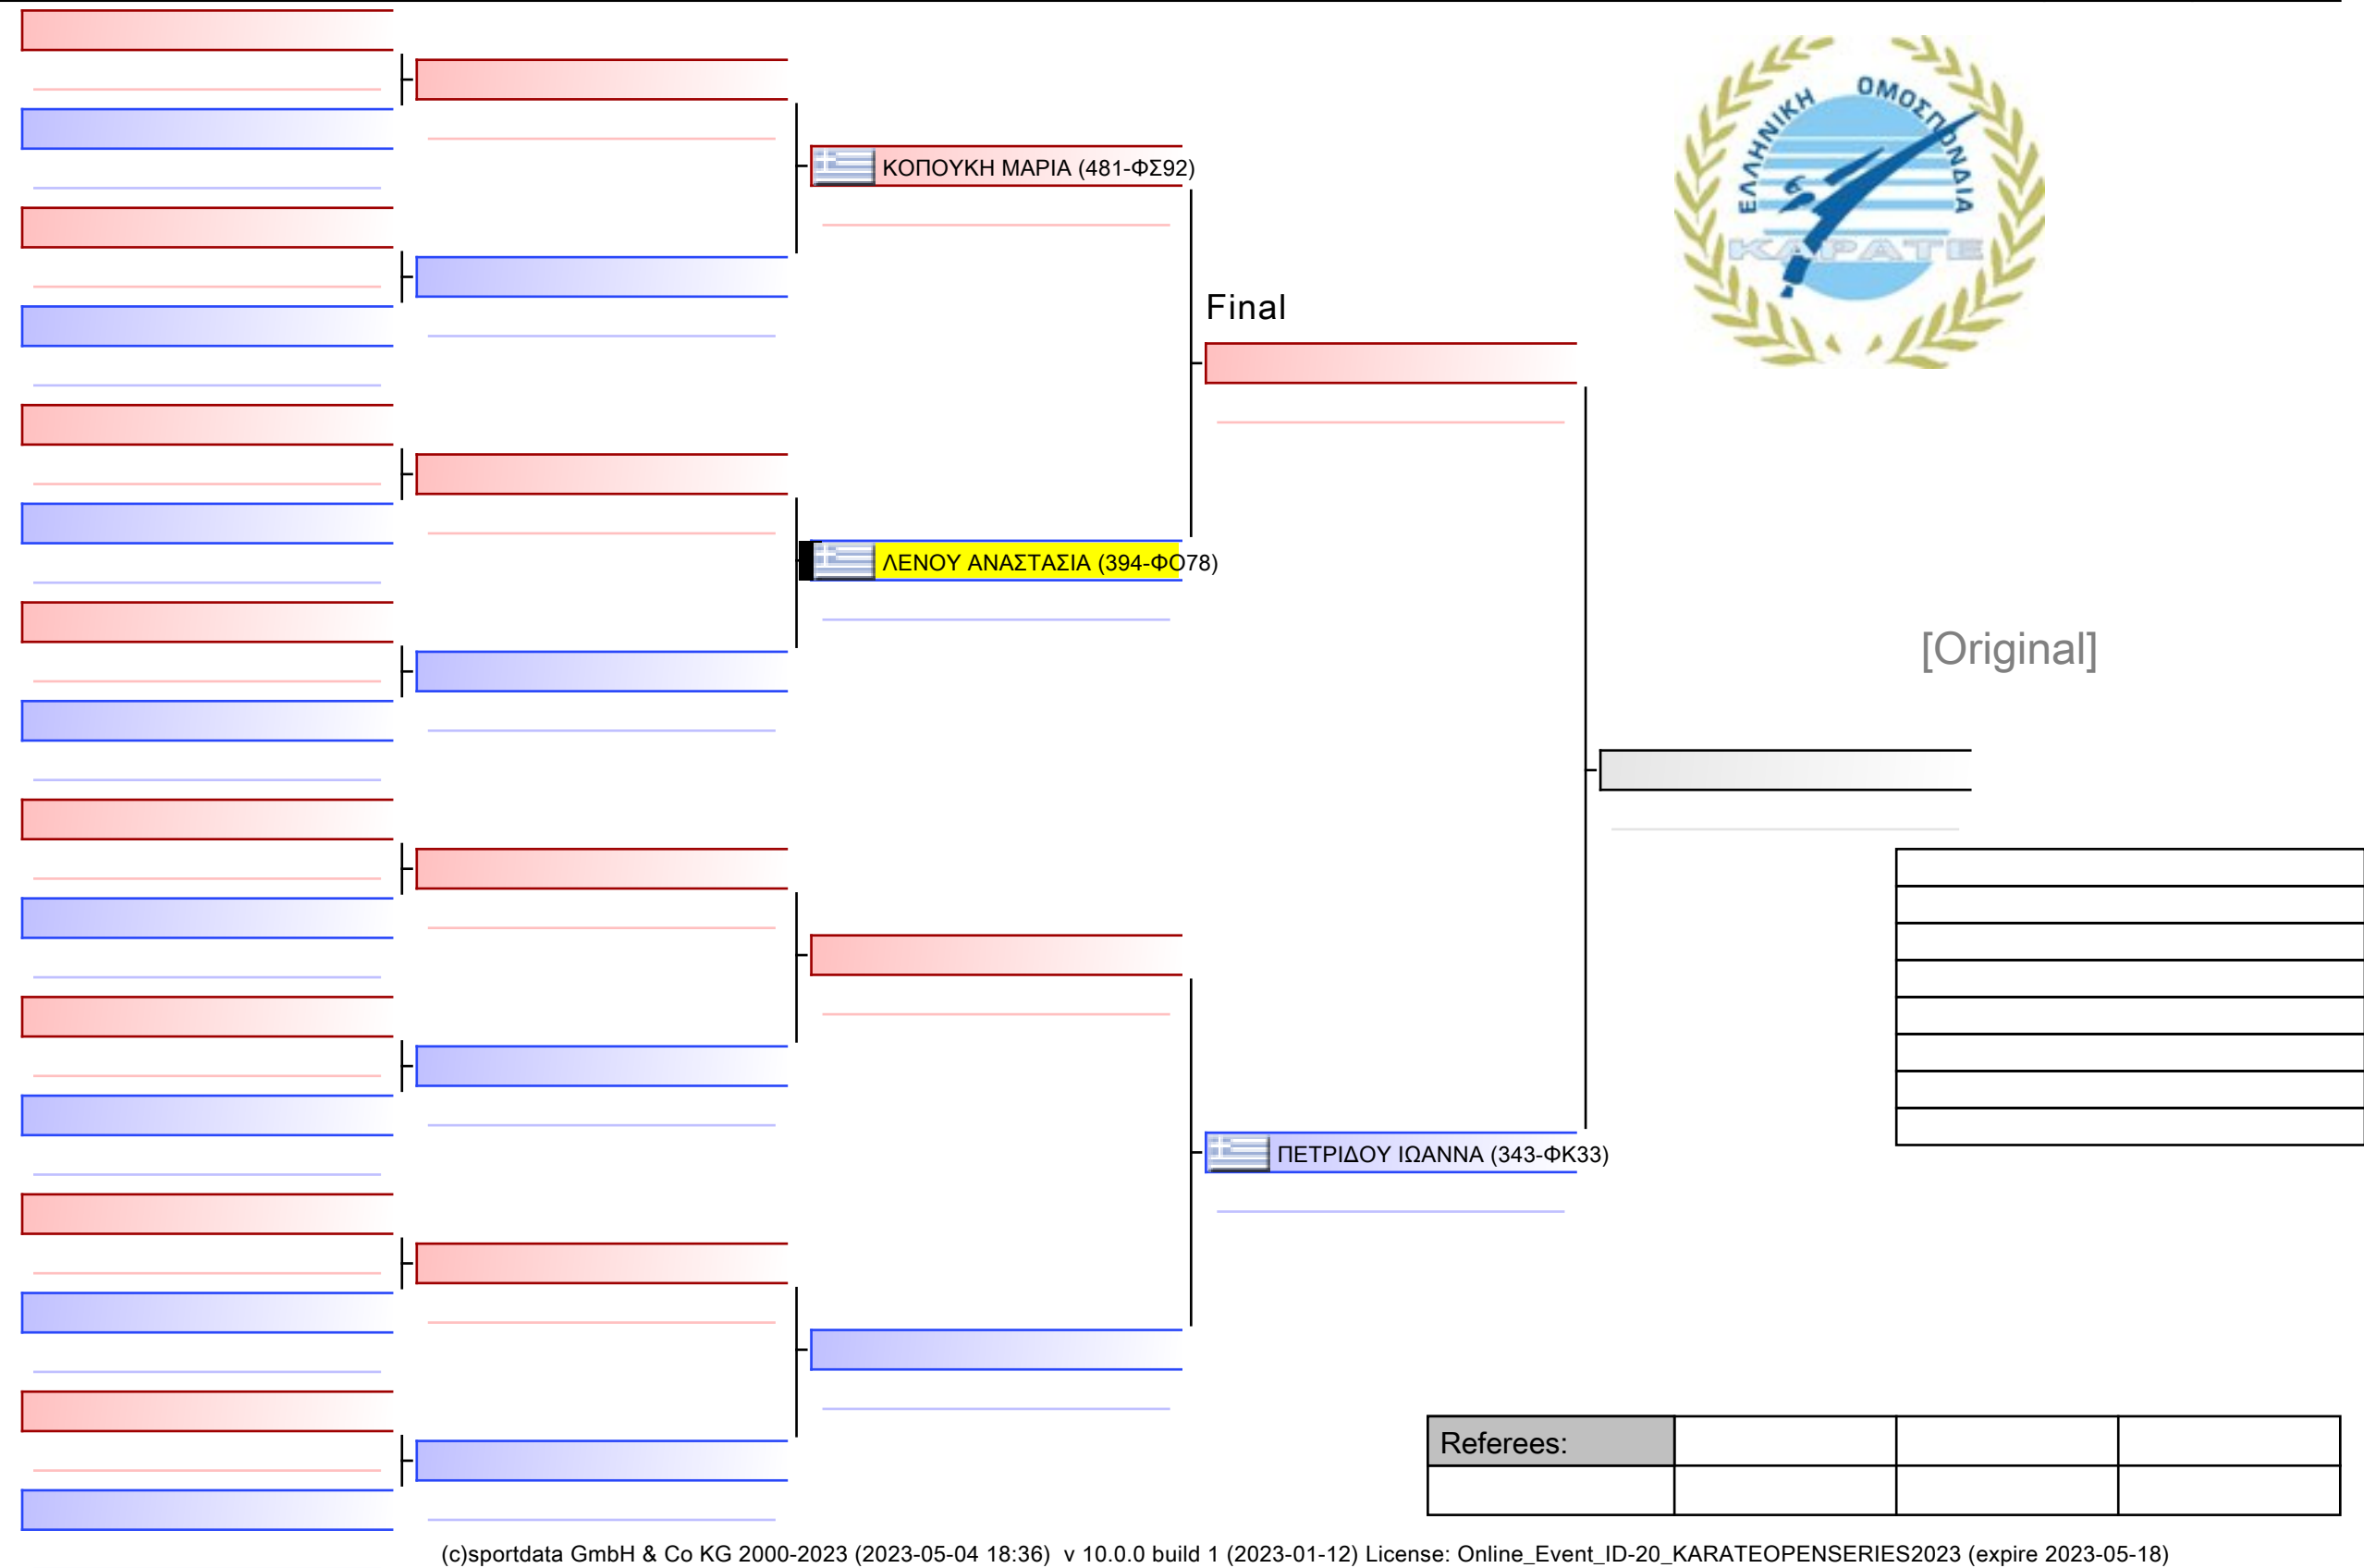 ΕΛΛΗΝΙΚΗ ΟΜΟΣΠΟΝΔΙΑ
ΚΑΡΑΤΕ
ΚΟΠΟΥΚΗ ΜΑΡΙΑ (481-ΦΣ92)
Final
ΛΕΝΟΥ ΑΝΑΣΤΑΣΙΑ (394-ΦΟ78)
[Original]
ΠΕΤΡΙΔΟΥ ΙΩΑΝΝΑ (343-ΦΚ33)
Referees:
(c)sportdata GmbH & Co KG 2000-2023 (2023-05-04 18:36) v 10.0.0 build 1 (2023-01-12) License: Online_Event_ID-20_KARATEOPENSERIES2023 (expire 2023-05-18)